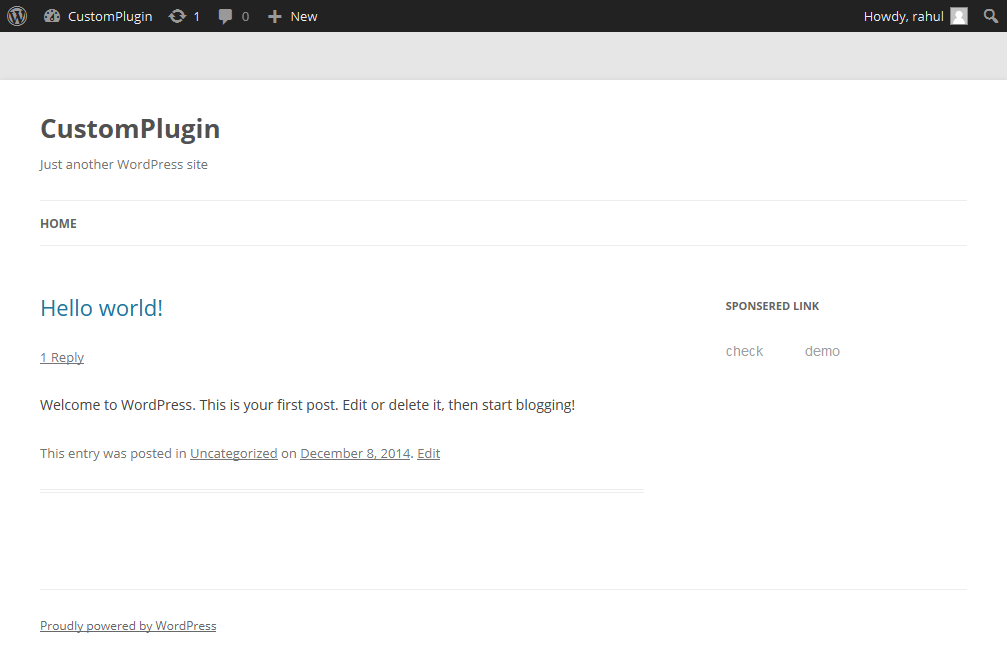 CustomPlugin 1 0 New Howdy, rahul
CustomPlugin
Just another WordPress site
HOME
Hello world!
1 Reply
Welcome to WordPress. This is your first post. Edit or delete it, then start blogging!
This entry was posted in Uncategorized on December 8, 2014. Edit
SPONSERED LINK
check demo
Proudly powered by WordPress